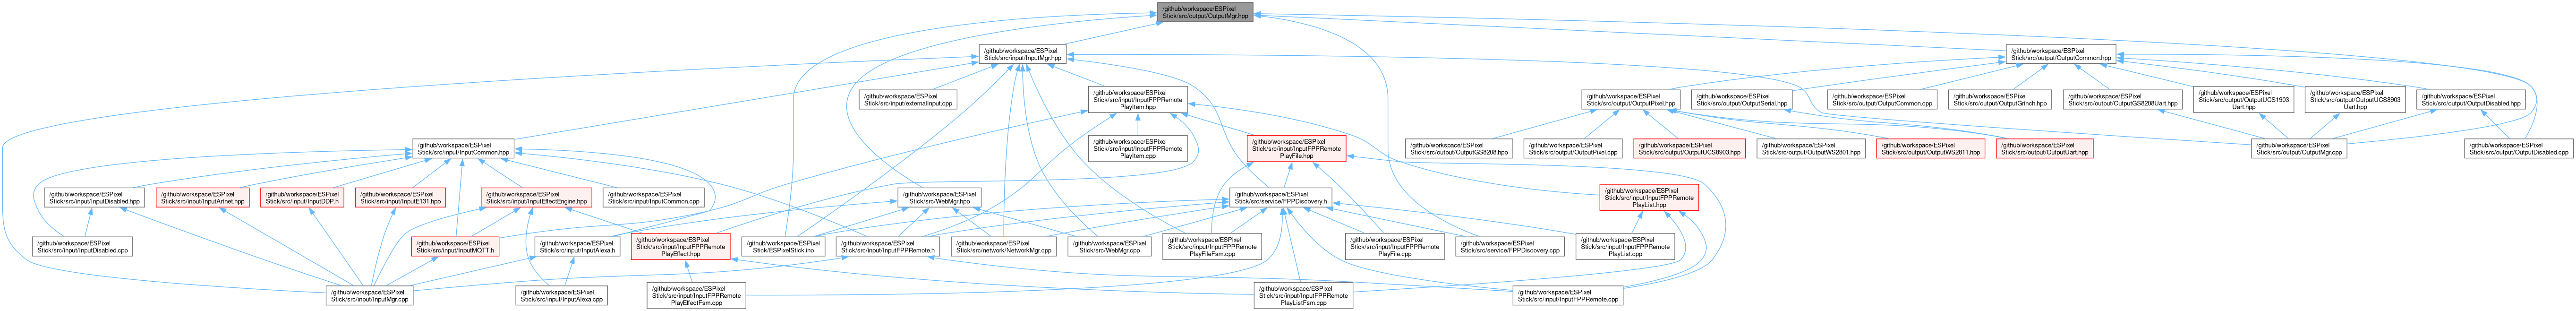 /github/workspace/ESPixel
Stick/src/output/OutputMgr.hpp
/github/workspace/ESPixel
Stick/src/input/InputMgr.hpp
/github/workspace/ESPixel
Stick/src/output/OutputCommon.hpp
/github/workspace/ESPixel
Stick/src/input/externalInput.cpp
/github/workspace/ESPixel
Stick/src/input/InputFPPRemote
PlayItem.hpp
/github/workspace/ESPixel
Stick/src/output/OutputPixel.hpp
/github/workspace/ESPixel
Stick/src/output/OutputSerial.hpp
/github/workspace/ESPixel
Stick/src/output/OutputCommon.cpp
/github/workspace/ESPixel
Stick/src/output/OutputGrinch.hpp
/github/workspace/ESPixel
Stick/src/output/OutputGS8208Uart.hpp
/github/workspace/ESPixel
Stick/src/output/OutputUCS1903
Uart.hpp
/github/workspace/ESPixel
Stick/src/output/OutputUCS8903
Uart.hpp
/github/workspace/ESPixel
Stick/src/output/OutputDisabled.hpp
/github/workspace/ESPixel
Stick/src/input/InputCommon.hpp
/github/workspace/ESPixel
Stick/src/input/InputFPPRemote
PlayItem.cpp
/github/workspace/ESPixel
Stick/src/input/InputFPPRemote
PlayFile.hpp
/github/workspace/ESPixel
Stick/src/output/OutputGS8208.hpp
/github/workspace/ESPixel
Stick/src/output/OutputPixel.cpp
/github/workspace/ESPixel
Stick/src/output/OutputUCS8903.hpp
/github/workspace/ESPixel
Stick/src/output/OutputWS2801.hpp
/github/workspace/ESPixel
Stick/src/output/OutputWS2811.hpp
/github/workspace/ESPixel
Stick/src/output/OutputUart.hpp
/github/workspace/ESPixel
Stick/src/output/OutputMgr.cpp
/github/workspace/ESPixel
Stick/src/output/OutputDisabled.cpp
/github/workspace/ESPixel
Stick/src/input/InputDisabled.hpp
/github/workspace/ESPixel
Stick/src/input/InputArtnet.hpp
/github/workspace/ESPixel
Stick/src/input/InputDDP.h
/github/workspace/ESPixel
Stick/src/input/InputE131.hpp
/github/workspace/ESPixel
Stick/src/input/InputEffectEngine.hpp
/github/workspace/ESPixel
Stick/src/input/InputCommon.cpp
/github/workspace/ESPixel
Stick/src/WebMgr.hpp
/github/workspace/ESPixel
Stick/src/service/FPPDiscovery.h
/github/workspace/ESPixel
Stick/src/input/InputFPPRemote
PlayList.hpp
/github/workspace/ESPixel
Stick/src/input/InputDisabled.cpp
/github/workspace/ESPixel
Stick/src/input/InputMQTT.h
/github/workspace/ESPixel
Stick/src/input/InputAlexa.h
/github/workspace/ESPixel
Stick/src/input/InputFPPRemote
PlayEffect.hpp
/github/workspace/ESPixel
Stick/ESPixelStick.ino
/github/workspace/ESPixel
Stick/src/input/InputFPPRemote.h
/github/workspace/ESPixel
Stick/src/network/NetworkMgr.cpp
/github/workspace/ESPixel
Stick/src/WebMgr.cpp
/github/workspace/ESPixel
Stick/src/input/InputFPPRemote
PlayFileFsm.cpp
/github/workspace/ESPixel
Stick/src/input/InputFPPRemote
PlayFile.cpp
/github/workspace/ESPixel
Stick/src/service/FPPDiscovery.cpp
/github/workspace/ESPixel
Stick/src/input/InputFPPRemote
PlayList.cpp
/github/workspace/ESPixel
Stick/src/input/InputMgr.cpp
/github/workspace/ESPixel
Stick/src/input/InputAlexa.cpp
/github/workspace/ESPixel
Stick/src/input/InputFPPRemote
PlayEffectFsm.cpp
/github/workspace/ESPixel
Stick/src/input/InputFPPRemote
PlayListFsm.cpp
/github/workspace/ESPixel
Stick/src/input/InputFPPRemote.cpp